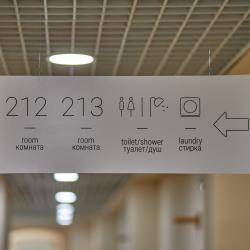 212 213
room room toilet/shower laundry
комната комната туалет/душ стирка